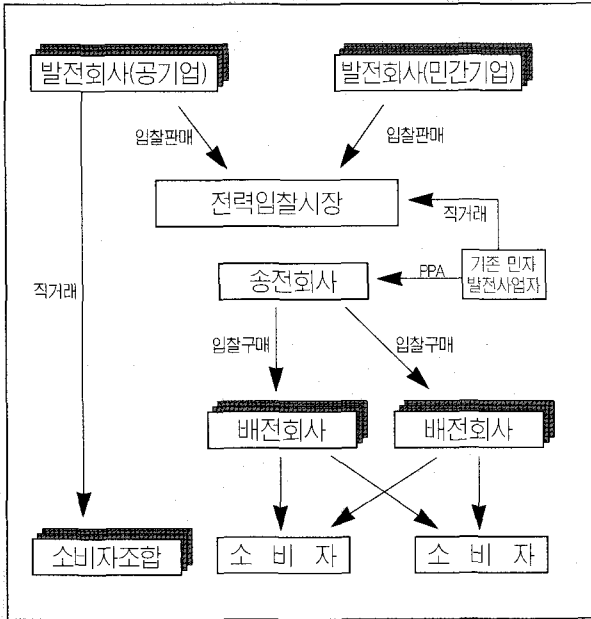 발전회사(공기업)
발전회사(민간기업)
입찰판매
입찰판매
전력입찰시장
직거래
직거래
송전회사
PPA
기존 민자
발전사업자
입찰구매
입찰구매
배전회사
배전회사
소비자조합
소 비 자
소 비 자